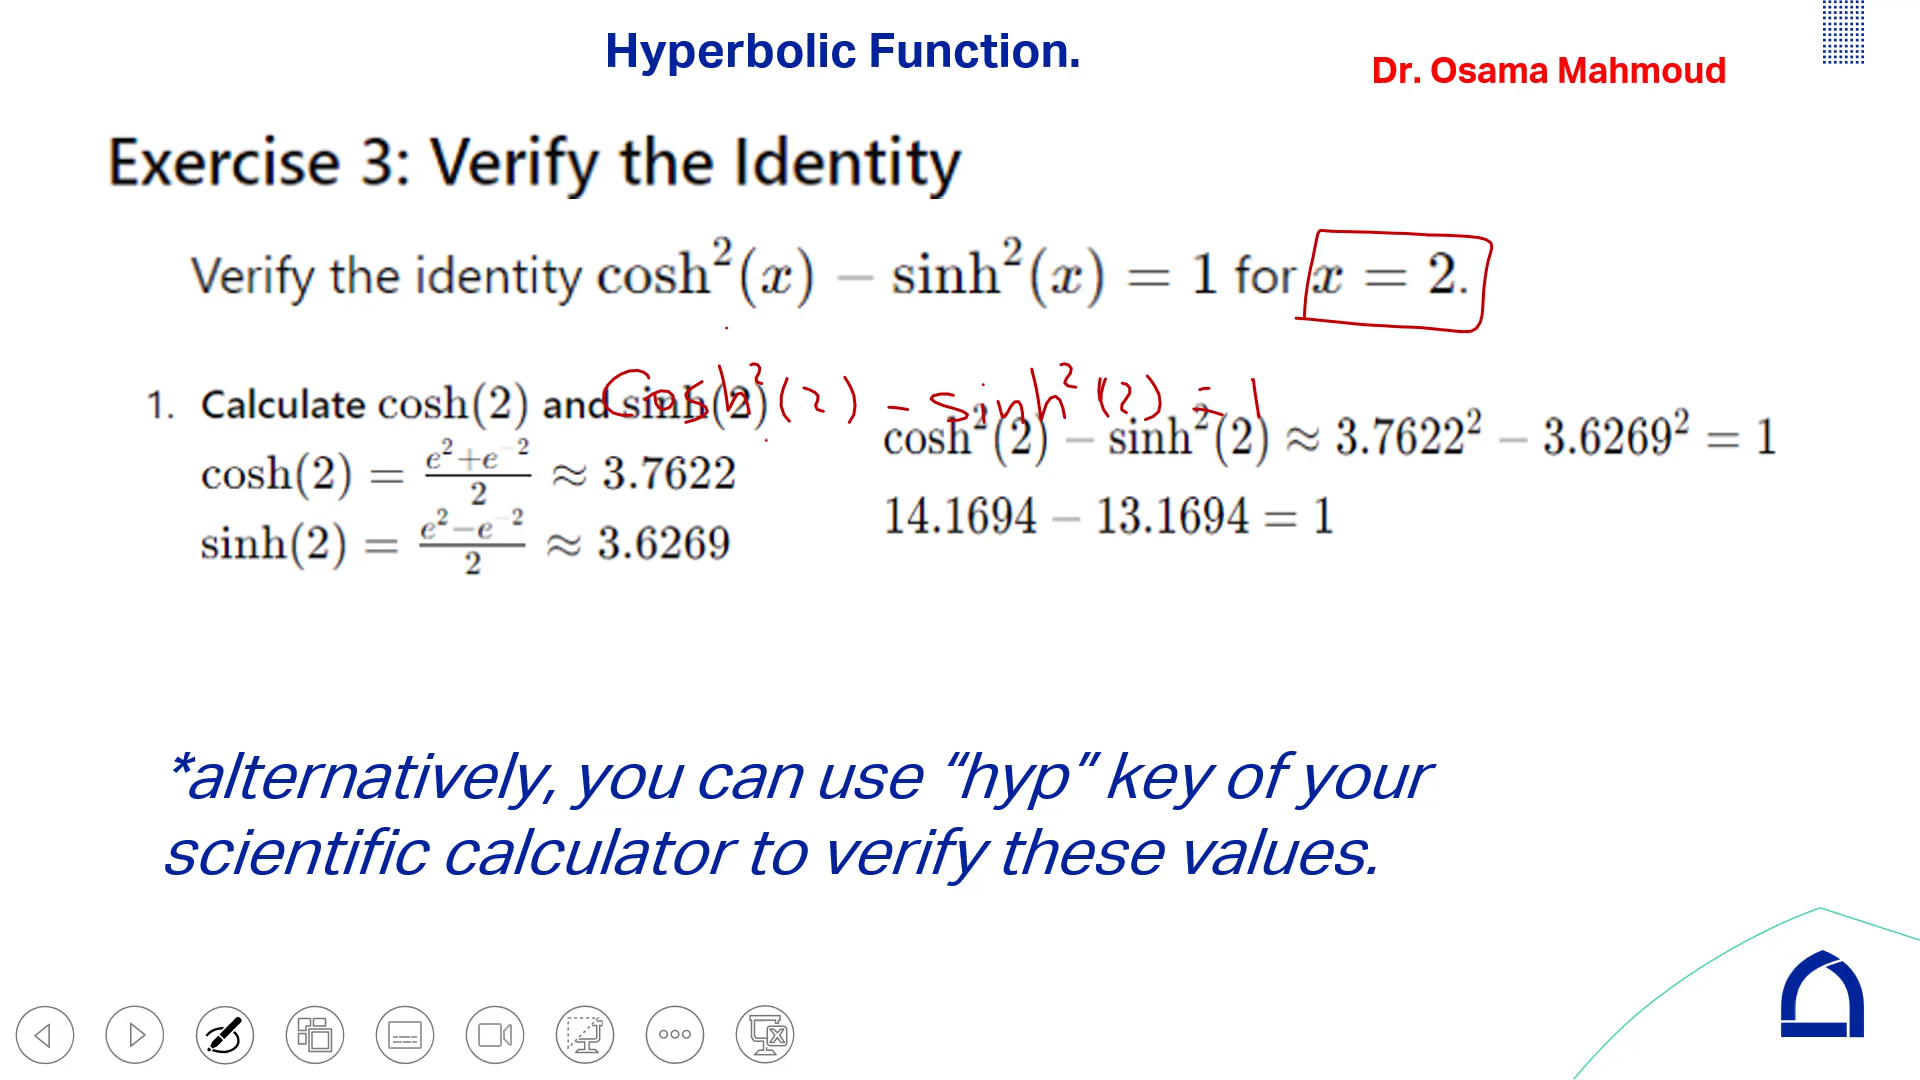 Hyperbolic Function.
Dr. Osama Mahmoud
Exercise 3: Verify the Identity
Verify the identity cosh²(x) − sinh²(x) = 1 for x = 2.
Cosh²(2) - sinh²(2) = 1
1. Calculate cosh(2) and sinh(2)
cosh(2) = (e²+e⁻²)/2 ≈ 3.7622
sinh(2) = (e²−e⁻²)/2 ≈ 3.6269
cosh²(2) − sinh²(2) ≈ 3.7622² − 3.6269² = 1
14.1694 − 13.1694 = 1
*alternatively, you can use “hyp” key of your
scientific calculator to verify these values.